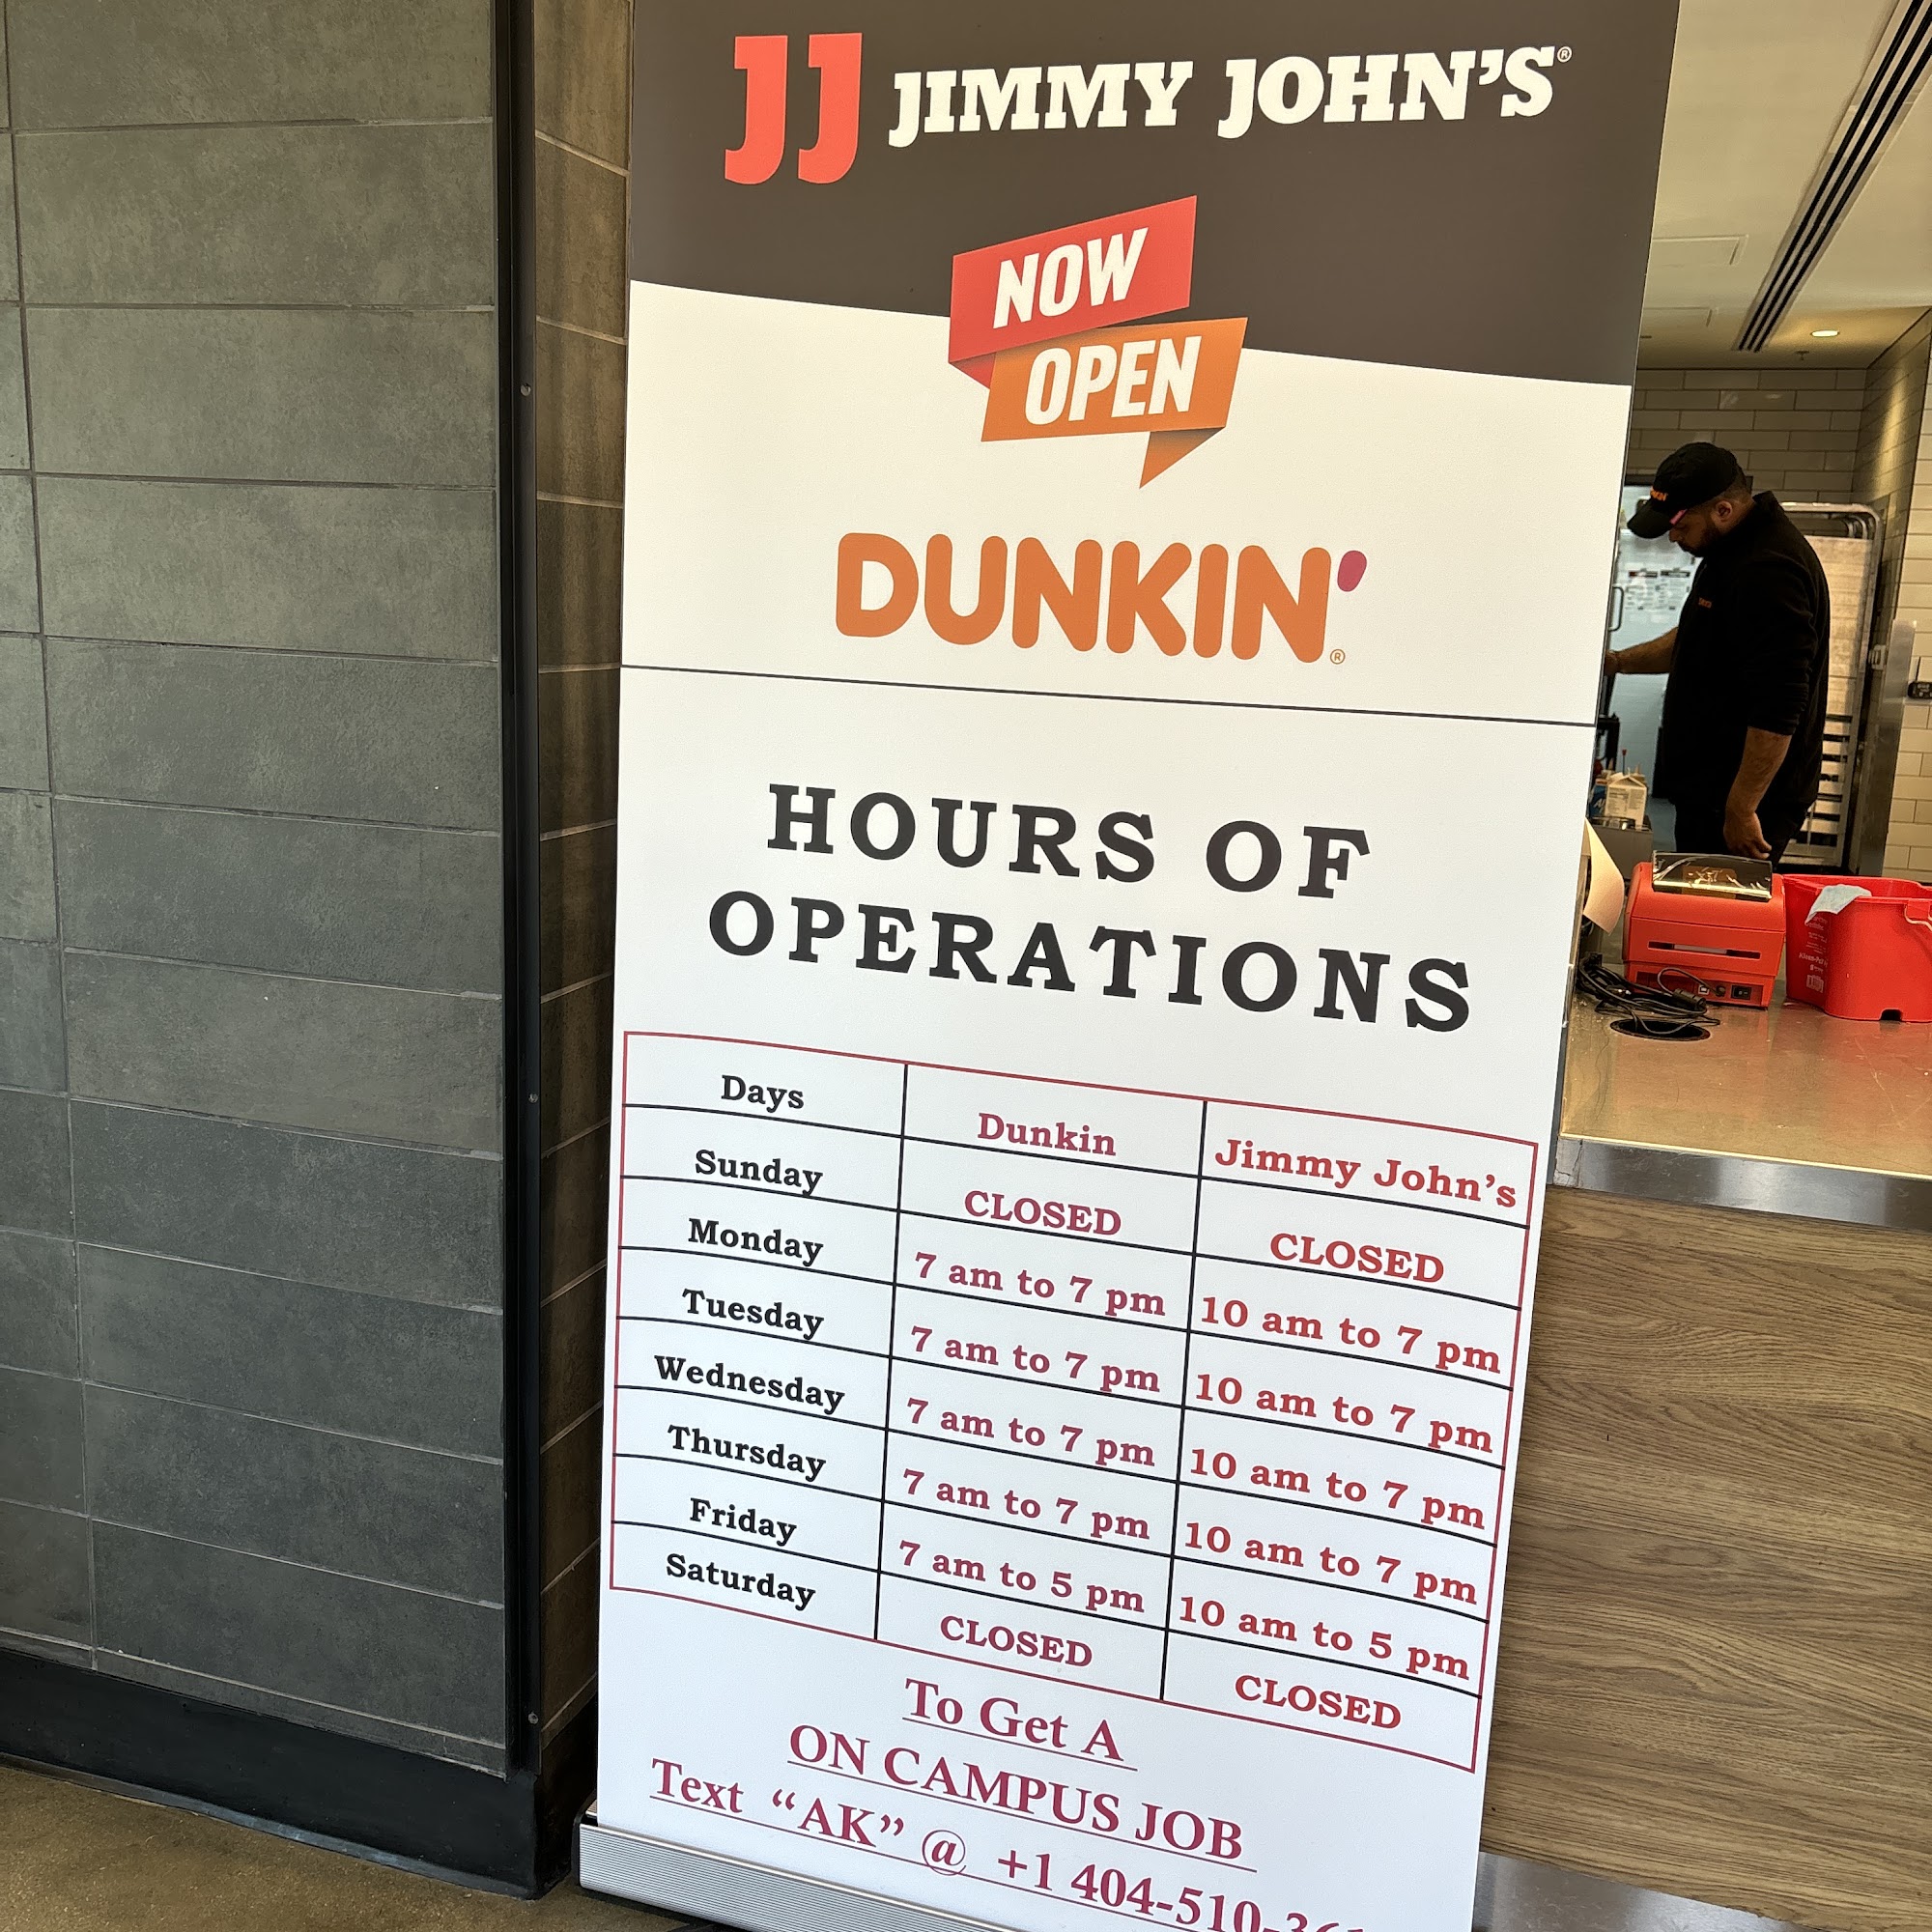 JJ JIMMY JOHN'S®
NOW
OPEN
DUNKIN'®
HOURS OF
OPERATIONS
Days Dunkin Jimmy John's
Sunday CLOSED CLOSED
Monday 7 am to 7 pm 10 am to 7 pm
Tuesday 7 am to 7 pm 10 am to 7 pm
Wednesday 7 am to 7 pm 10 am to 7 pm
Thursday 7 am to 7 pm 10 am to 7 pm
Friday 7 am to 5 pm 10 am to 5 pm
Saturday CLOSED CLOSED
To Get A
ON CAMPUS JOB
Text “AK” @ +1 404-510-